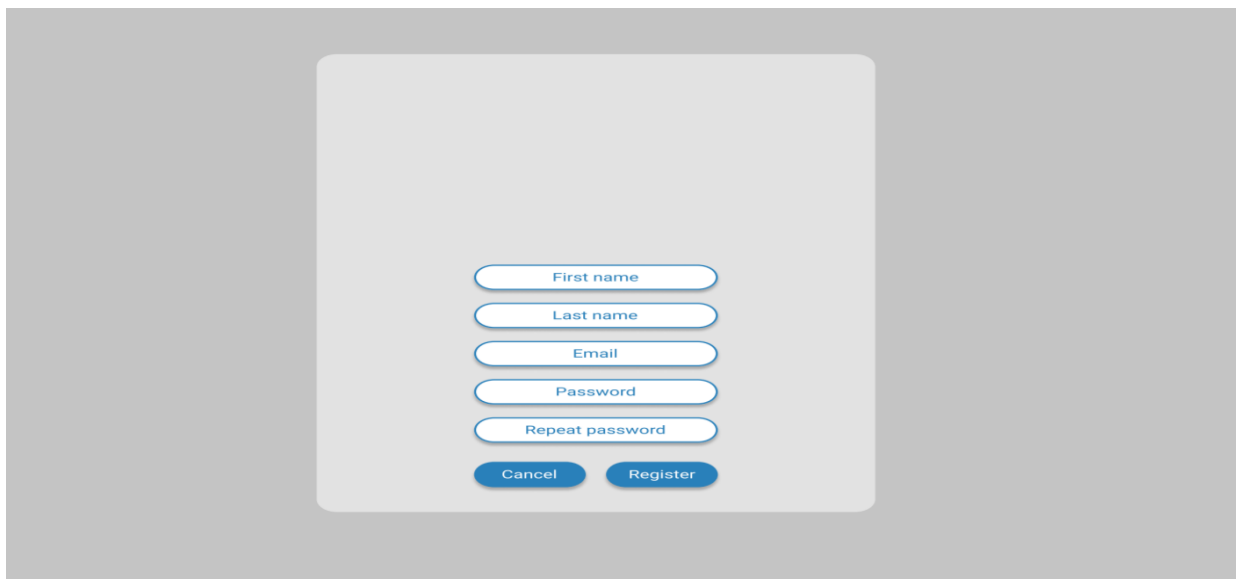 First name
Last name
Email
Password
Repeat password
Cancel Register